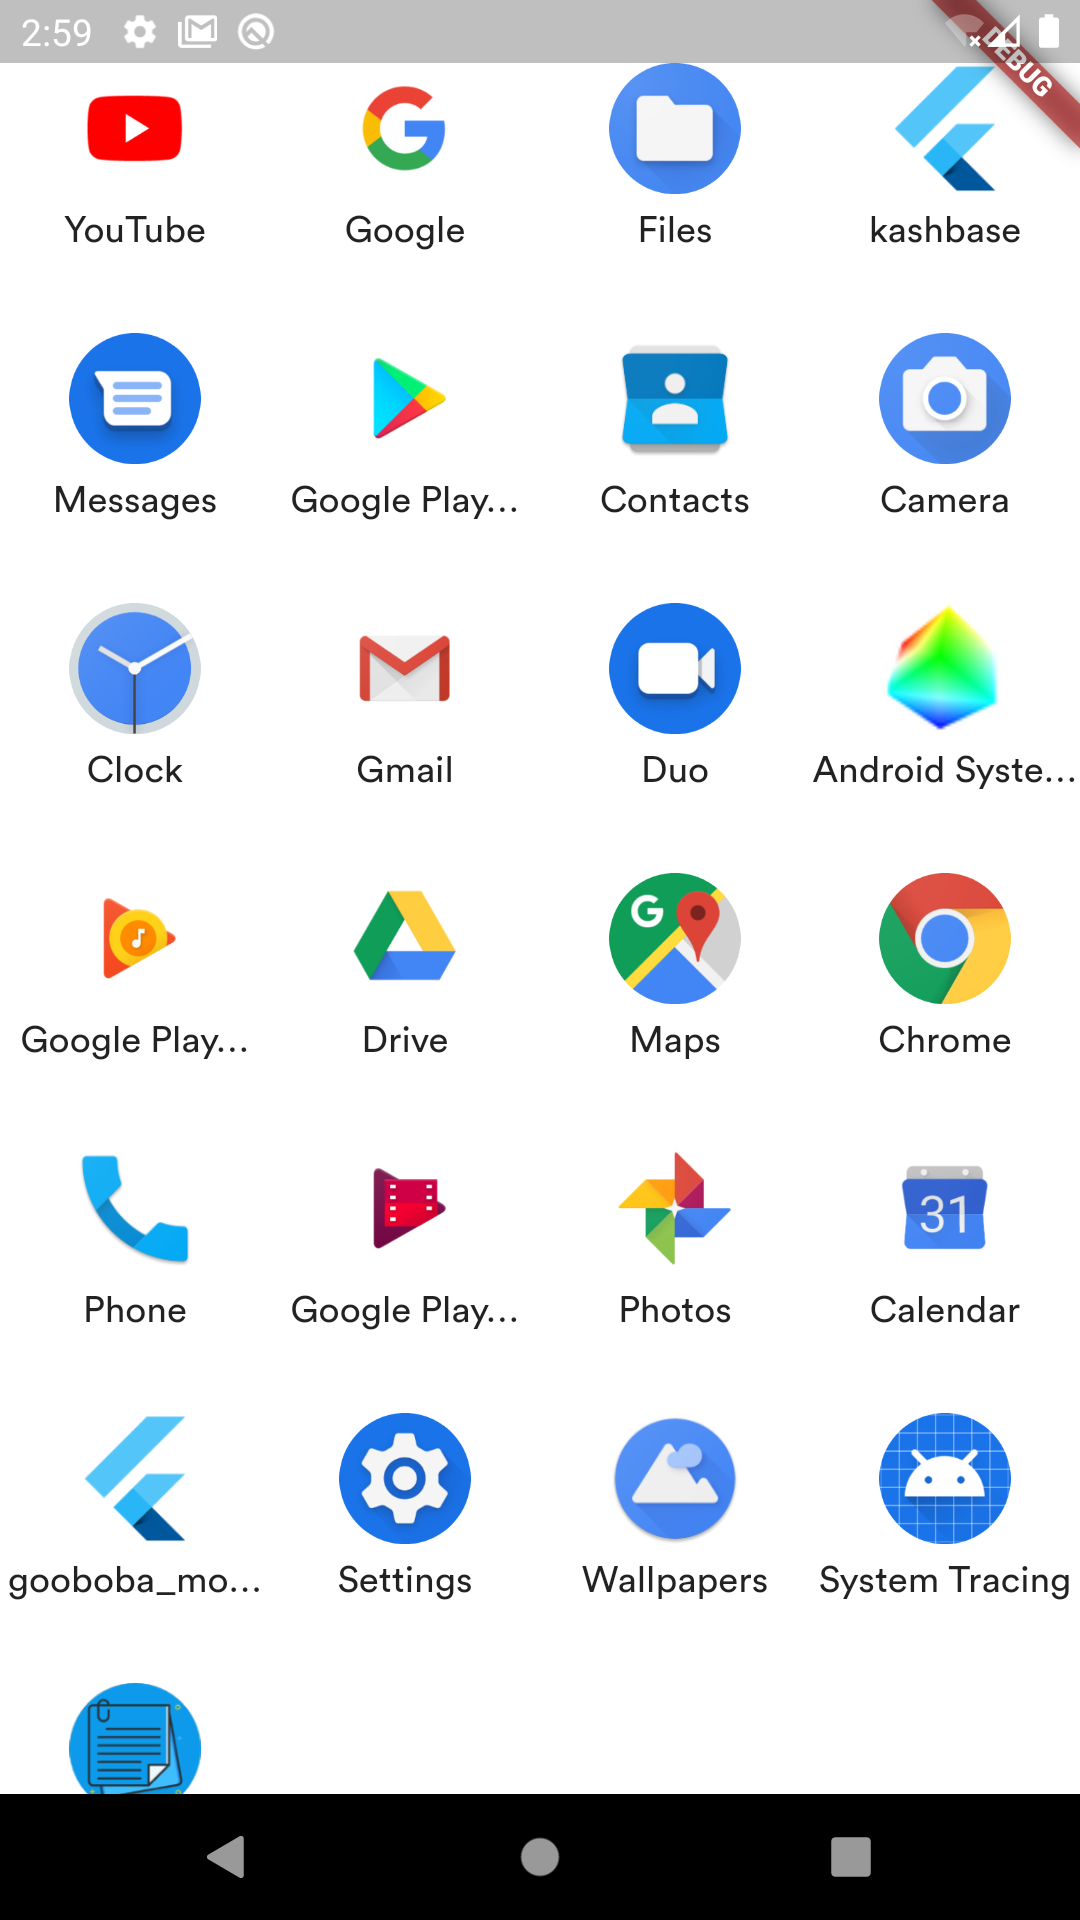 2:59
DEBUG
YouTube Google Files kashbase
Messages Google Play... Contacts Camera
Clock Gmail Duo Android Syste...
G
Google Play... Drive Maps Chrome
31
Phone Google Play... Photos Calendar
gooboba_mo... Settings Wallpapers System Tracing